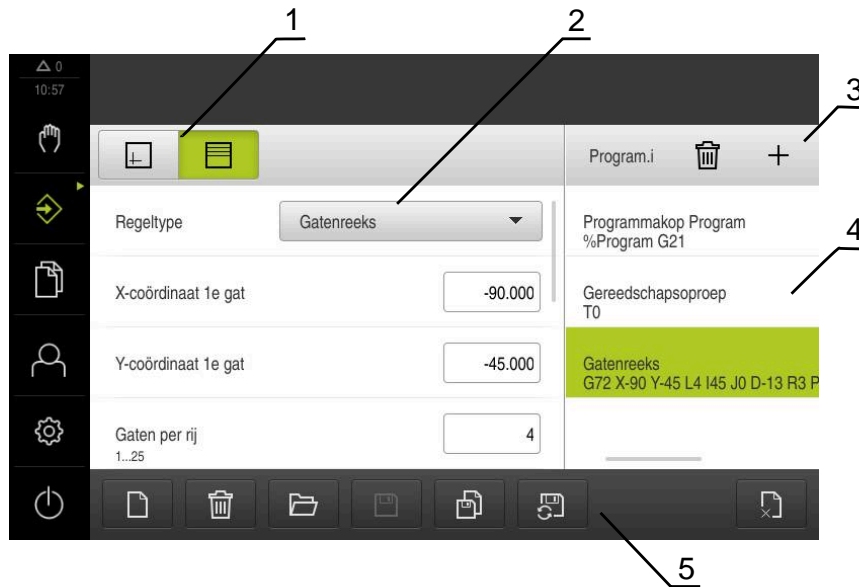 1
2
3
0
10:57
Program.i
Regeltype
Gatenreeks
Programmakop Program
%Program G21
4
X-coördinaat 1e gat
-90.000
Gereedschapsoproep
T0
Y-coördinaat 1e gat
-45.000
Gatenreeks
G72 X-90 Y-45 L4 I45 J0 D-13 R3 P
Gaten per rij
1...25
4
5